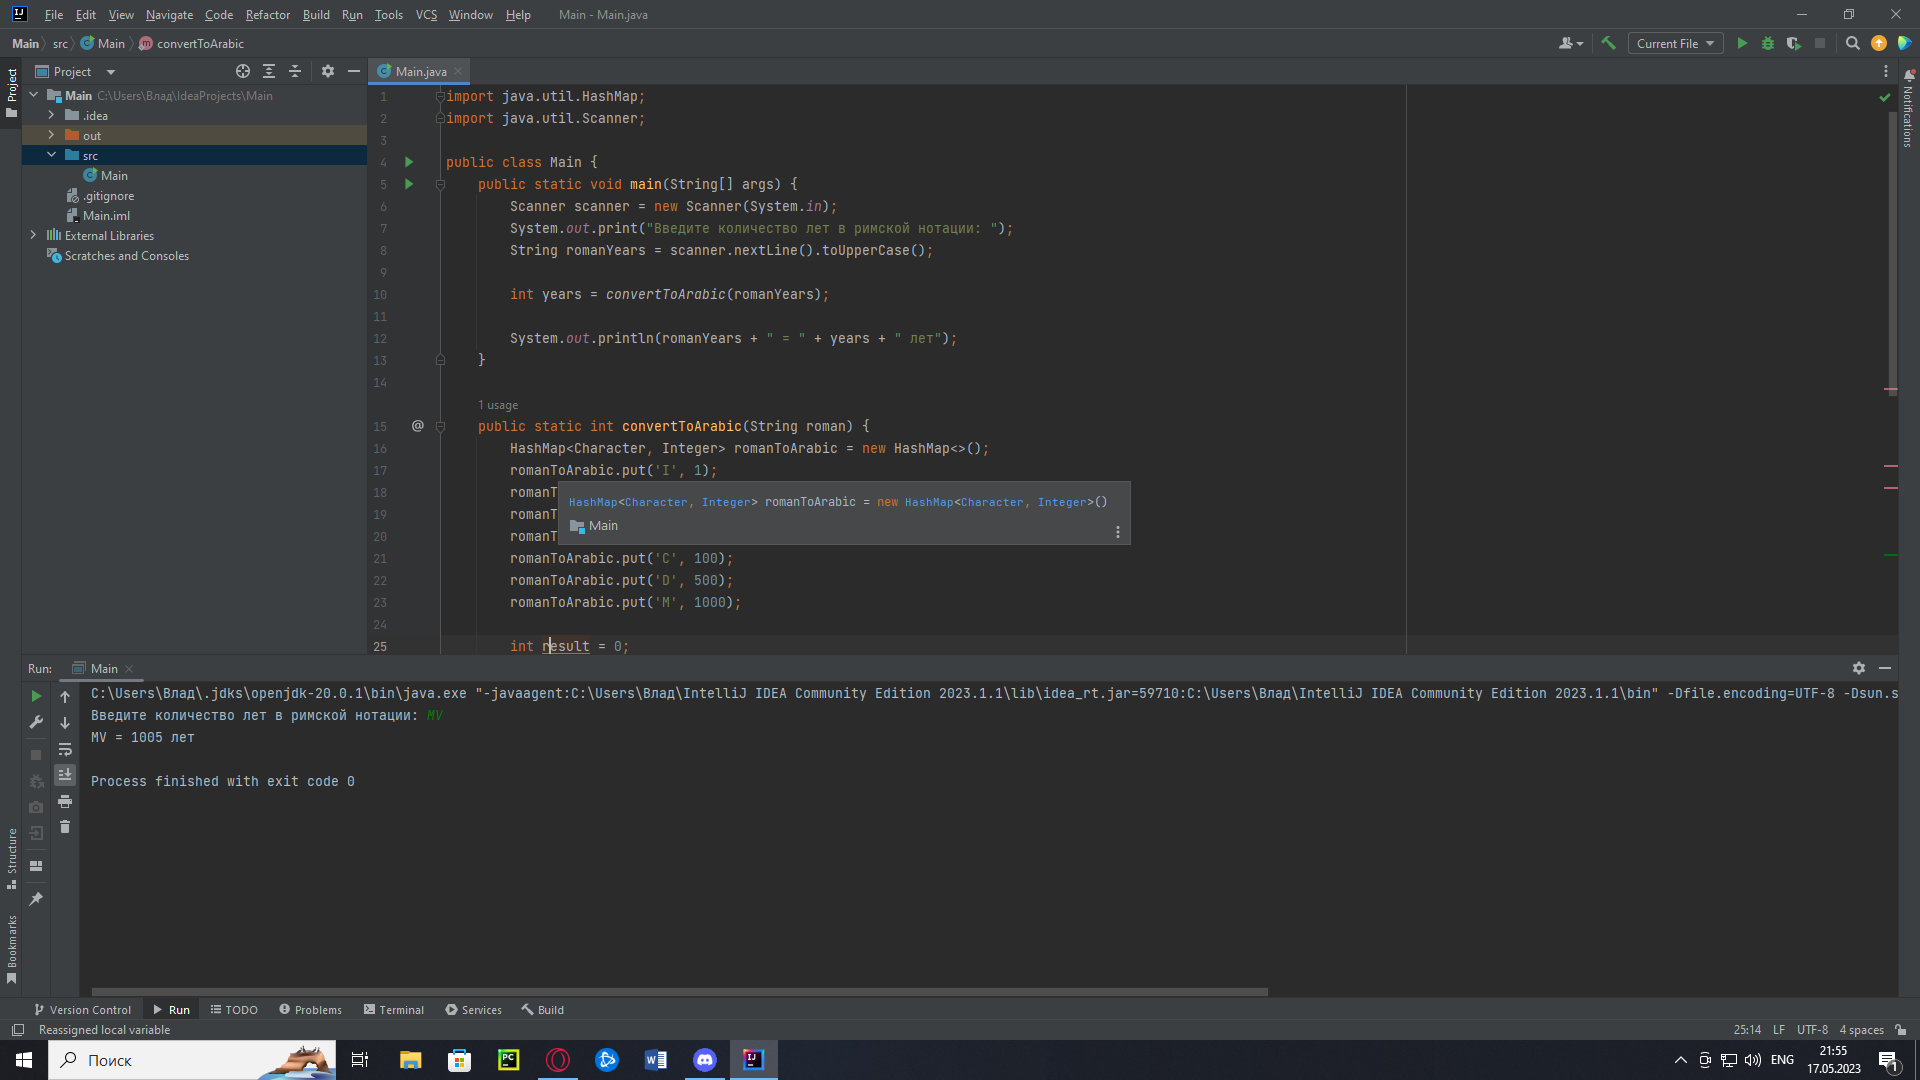 File Edit View Navigate Code Refactor Build Run Tools VCS Window Help Main - Main.java
Main src Main convertToArabic
Current File
Project
Main.java
Project
Main C:\Users\Влад\IdeaProjects\Main
.idea
out
src
Main
.gitignore
Main.iml
External Libraries
Scratches and Consoles
1 import java.util.HashMap;
2 import java.util.Scanner;
3
4 public class Main {
5 public static void main(String[] args) {
6 Scanner scanner = new Scanner(System.in);
7 System.out.print("Введите количество лет в римской нотации: ");
8 String romanYears = scanner.nextLine().toUpperCase();
9
10 int years = convertToArabic(romanYears);
11
12 System.out.println(romanYears + " = " + years + " лет");
13 }
14
1 usage
15 @ public static int convertToArabic(String roman) {
16 HashMap<Character, Integer> romanToArabic = new HashMap<>();
17 romanToArabic.put('I', 1);
18 romanT
19 romanT
20 romanT
HashMap<Character, Integer> romanToArabic = new HashMap<Character, Integer>()
Main
21 romanToArabic.put('C', 100);
22 romanToArabic.put('D', 500);
23 romanToArabic.put('M', 1000);
24
25 int result = 0;
Notifications
Run: Main
C:\Users\Влад\.jdks\openjdk-20.0.1\bin\java.exe "-javaagent:C:\Users\Влад\IntelliJ IDEA Community Edition 2023.1.1\lib\idea_rt.jar=59710:C:\Users\Влад\IntelliJ IDEA Community Edition 2023.1.1\bin" -Dfile.encoding=UTF-8 -Dsun.s
Введите количество лет в римской нотации: MV
MV = 1005 лет
Process finished with exit code 0
Structure
Bookmarks
Version Control Run TODO Problems Terminal Services Build
Reassigned local variable
25:14 LF UTF-8 4 spaces
Поиск
ENG
21:55
17.05.2023
1